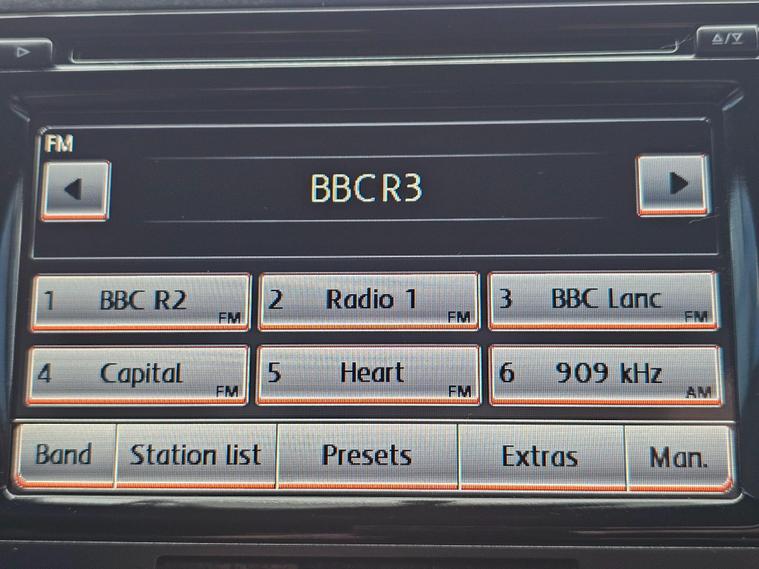 FM
BBC R3
1 BBC R2 FM
2 Radio 1 FM
3 BBC Lanc FM
4 Capital FM
5 Heart FM
6 909 kHz AM
Band
Station list
Presets
Extras
Man.